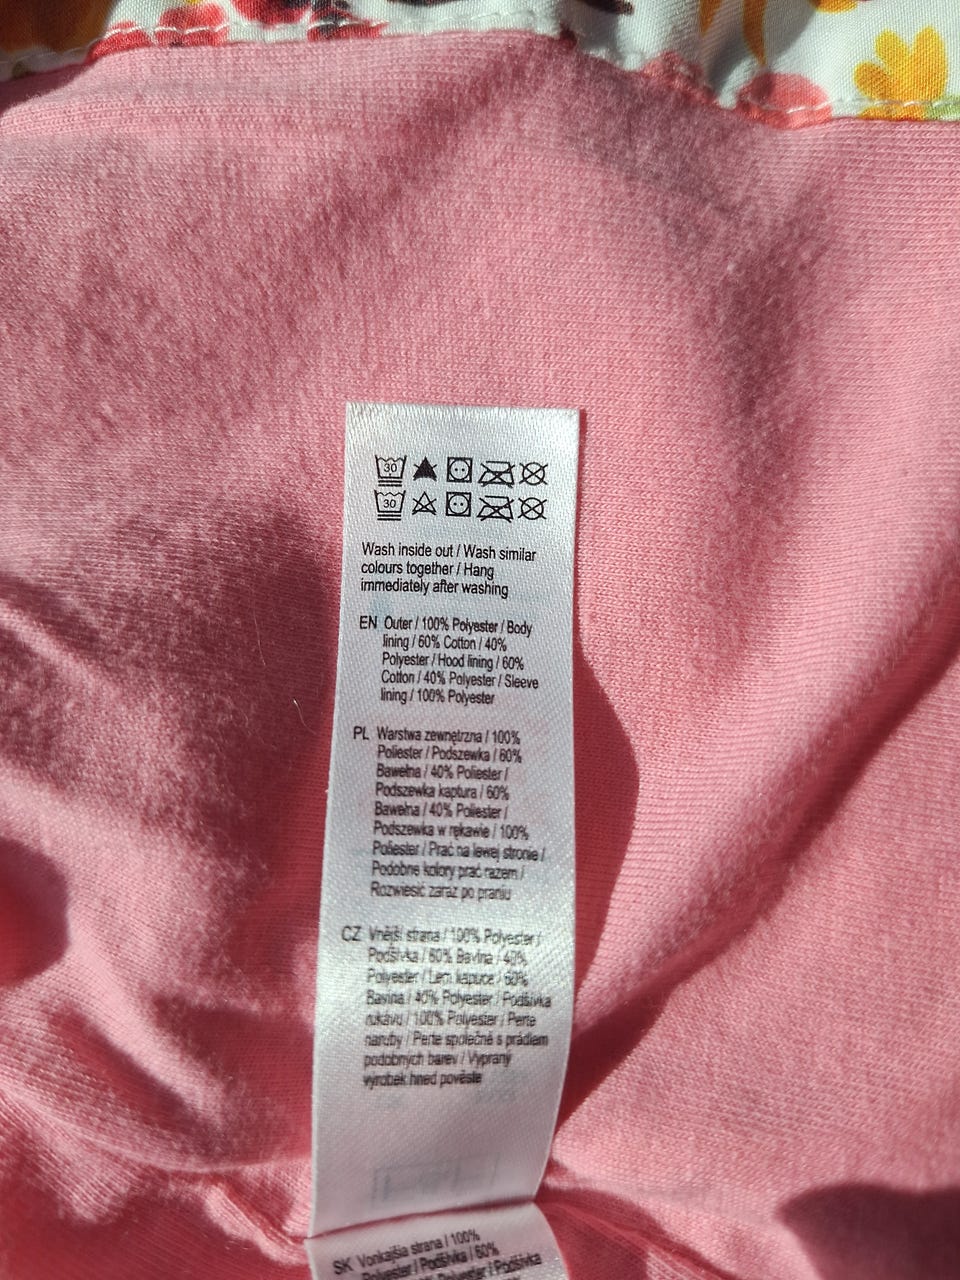 30
30
Wash inside out / Wash similar
colours together / Hang
immediately after washing
EN Outer / 100% Polyester / Body
lining / 60% Cotton / 40%
Polyester / Hood lining / 60%
Cotton / 40% Polyester / Sleeve
lining / 100% Polyester
PL Warstwa zewnętrzna / 100%
Poliester / Podszewka / 60%
Bawełna / 40% Poliester /
Podszewka kaptura / 60%
Bawełna / 40% Poliester /
Podszewka w rękawie / 100%
Poliester / Prać na lewej stronie /
Podobne kolory prać razem /
Rozwiesić zaraz po praniu
CZ Vnější strana / 100% Polyester /
Podšívka / 60% Bavlna / 40%
Polyester / Lem kapuce / 60%
Bavlna / 40% Polyester / Podšívka
rukávu / 100% Polyester / Perte
naruby / Perte společně s prádlem
podobných barev / Vypraný
výrobek hned pověste
SK Vonkajšia strana / 100%
Polyester / Podšívka / 60%